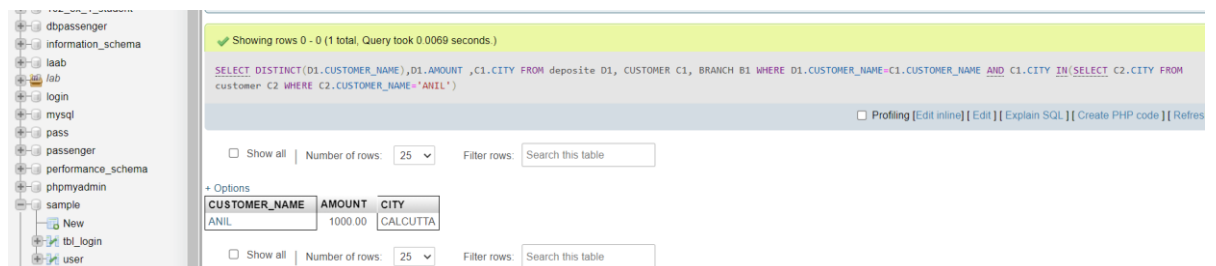 dbpassenger
information_schema
laab
lab
login
mysql
pass
passenger
performance_schema
phpmyadmin
sample
New
tbl_login
user
Showing rows 0 - 0 (1 total, Query took 0.0069 seconds.)
SELECT DISTINCT(D1.CUSTOMER_NAME),D1.AMOUNT ,C1.CITY FROM deposite D1, CUSTOMER C1, BRANCH B1 WHERE D1.CUSTOMER_NAME=C1.CUSTOMER_NAME AND C1.CITY IN(SELECT C2.CITY FROM
customer C2 WHERE C2.CUSTOMER_NAME='ANIL')
Profiling [Edit inline] [ Edit ] [ Explain SQL ] [ Create PHP code ] [ Refres
Show all | Number of rows: 25 Filter rows: Search this table
+ Options
CUSTOMER_NAME AMOUNT CITY
ANIL 1000.00 CALCUTTA
Show all | Number of rows: 25 Filter rows: Search this table